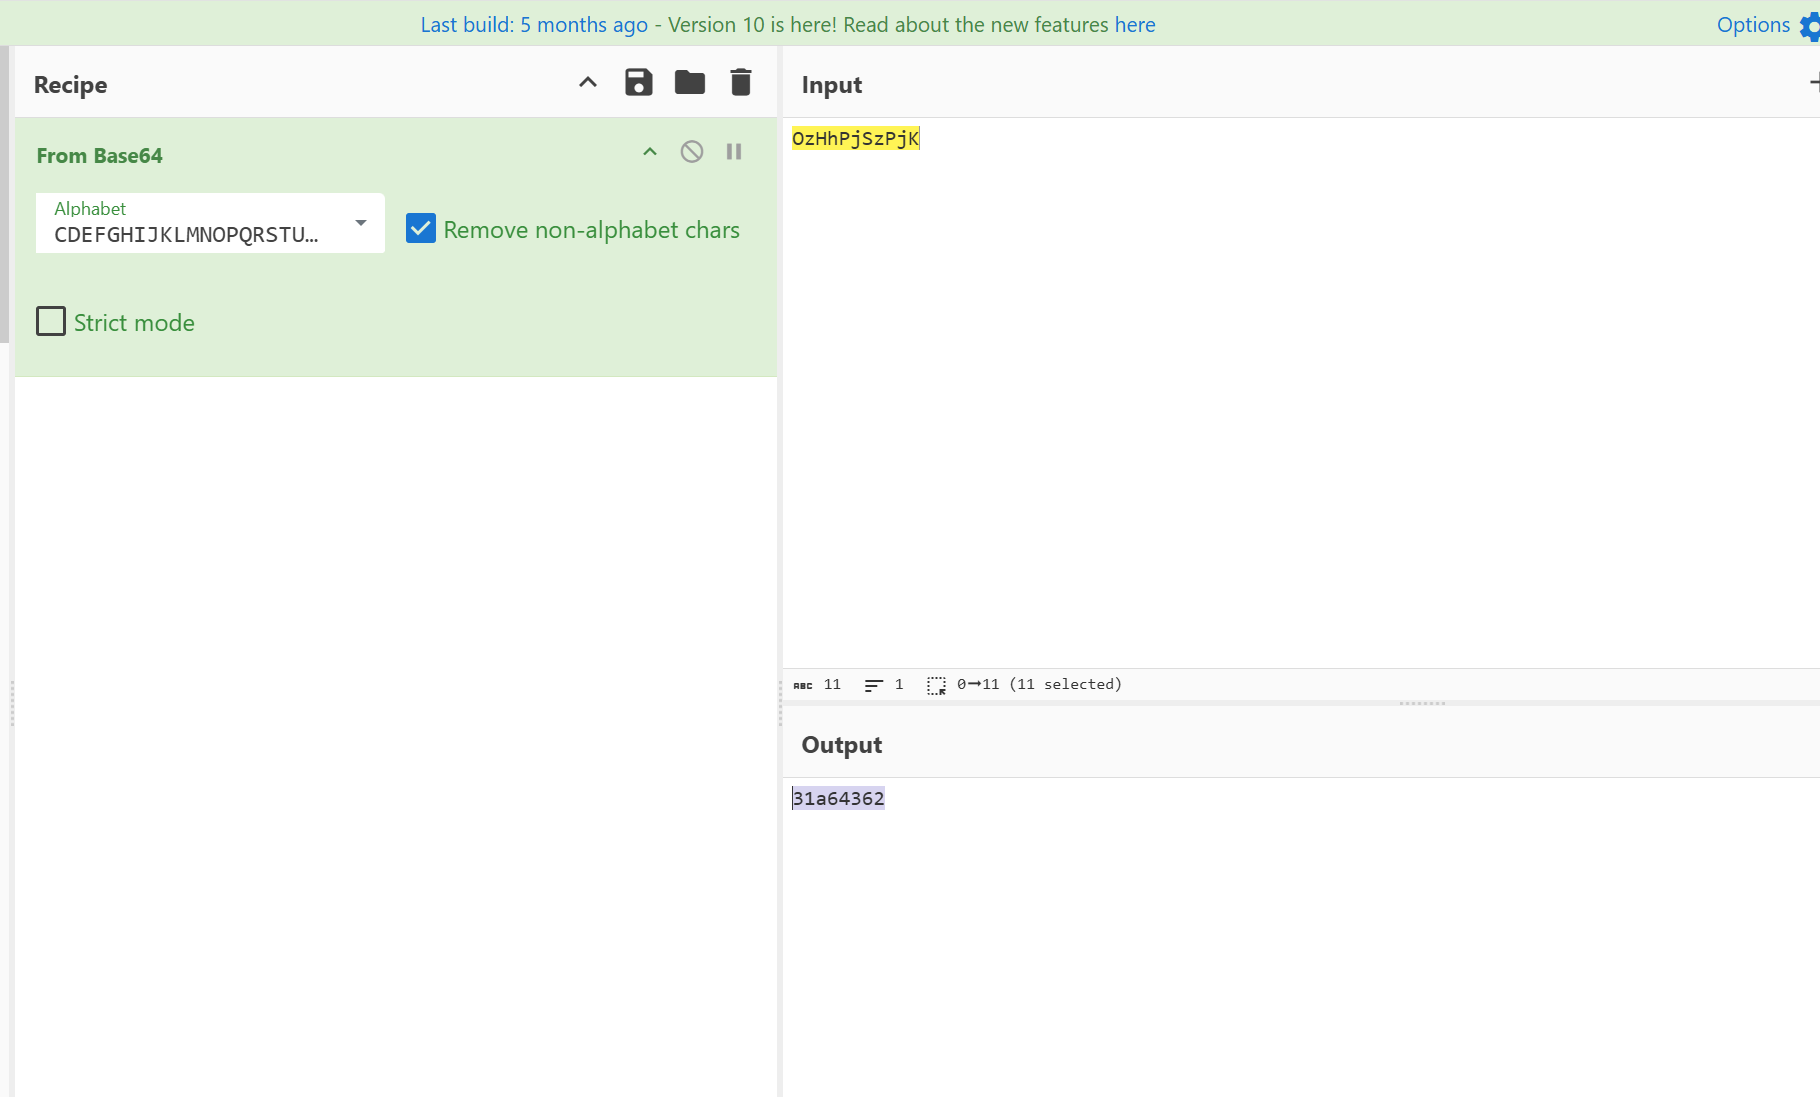 Last build: 5 months ago - Version 10 is here! Read about the new features here
Options
Recipe
From Base64
Alphabet
CDEFGHIJKLMNOPQRSTU…
Remove non-alphabet chars
Strict mode
Input
OzHhPjSzPjK
ABC 11
1
0→11 (11 selected)
Output
31a64362